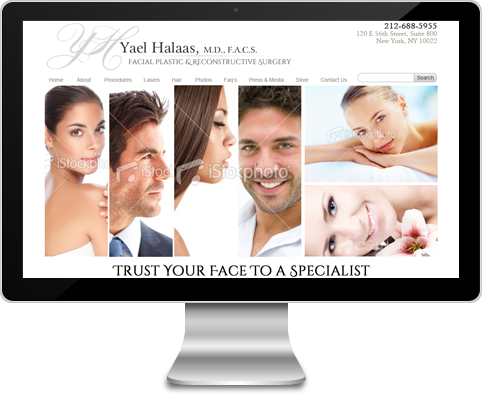 YH
212-688-5955
120 E 56th Street, Suite 800
New York, NY 10022
Yael Halaas, M.D., F.A.C.S.
Facial Plastic & Reconstructive Surgery
Home About Procedures Lasers Hair Photos Faq's Press & Media Store Contact Us Search
iStockphoto iStockphoto iStockphoto iStockphoto
iStockphoto
iStockphoto
Trust Your Face To a Specialist